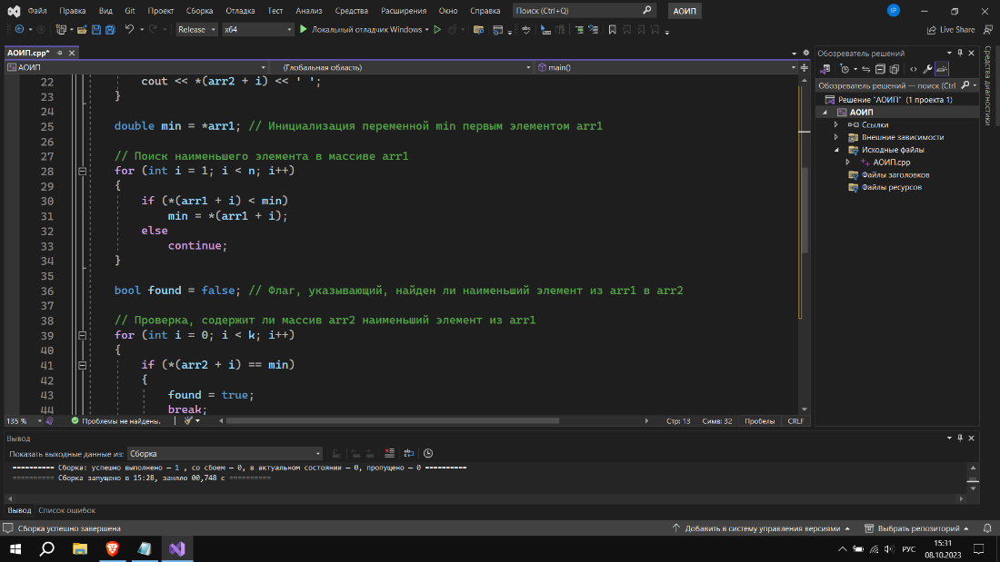 Файл Правка Вид Git Проект Сборка Отладка Тест Анализ Средства Расширения Окно Справка Поиск (Ctrl+Q) АОИП IP
Release x64 Локальный отладчик Windows Live Share
АОИП.cpp*
АОИП (Глобальная область) main()
22 cout << *(arr2 + i) << ' ';
23 }
24
25 double min = *arr1; // Инициализация переменной min первым элементом arr1
26
27 // Поиск наименьшего элемента в массиве arr1
28 for (int i = 1; i < n; i++)
29 {
30 if (*(arr1 + i) < min)
31 min = *(arr1 + i);
32 else
33 continue;
34 }
35
36 bool found = false; // Флаг, указывающий, найден ли наименьший элемент из arr1 в arr2
37
38 // Проверка, содержит ли массив arr2 наименьший элемент из arr1
39 for (int i = 0; i < k; i++)
40 {
41 if (*(arr2 + i) == min)
42 {
43 found = true;
44 break;
135 % Проблемы не найдены. Стр: 13 Симв: 32 Пробелы CRLF
Обозреватель решений
Обозреватель решений — поиск (Ctrl
Решение "АОИП" (1 проекта 1)
АОИП
Ссылки
Внешние зависимости
Исходные файлы
АОИП.cpp
Файлы заголовков
Файлы ресурсов
Средства диагностики
Вывод
Показать выходные данные из: Сборка
========== Сборка: успешно выполнено — 1 , со сбоем — 0, в актуальном состоянии — 0, пропущено — 0 ==========
========== Сборка запущено в 15:28, заняло 00,748 с ==========
Вывод Список ошибок
Сборка успешно завершена Добавить в систему управления версиями Выбрать репозиторий
РУС 15:31
08.10.2023